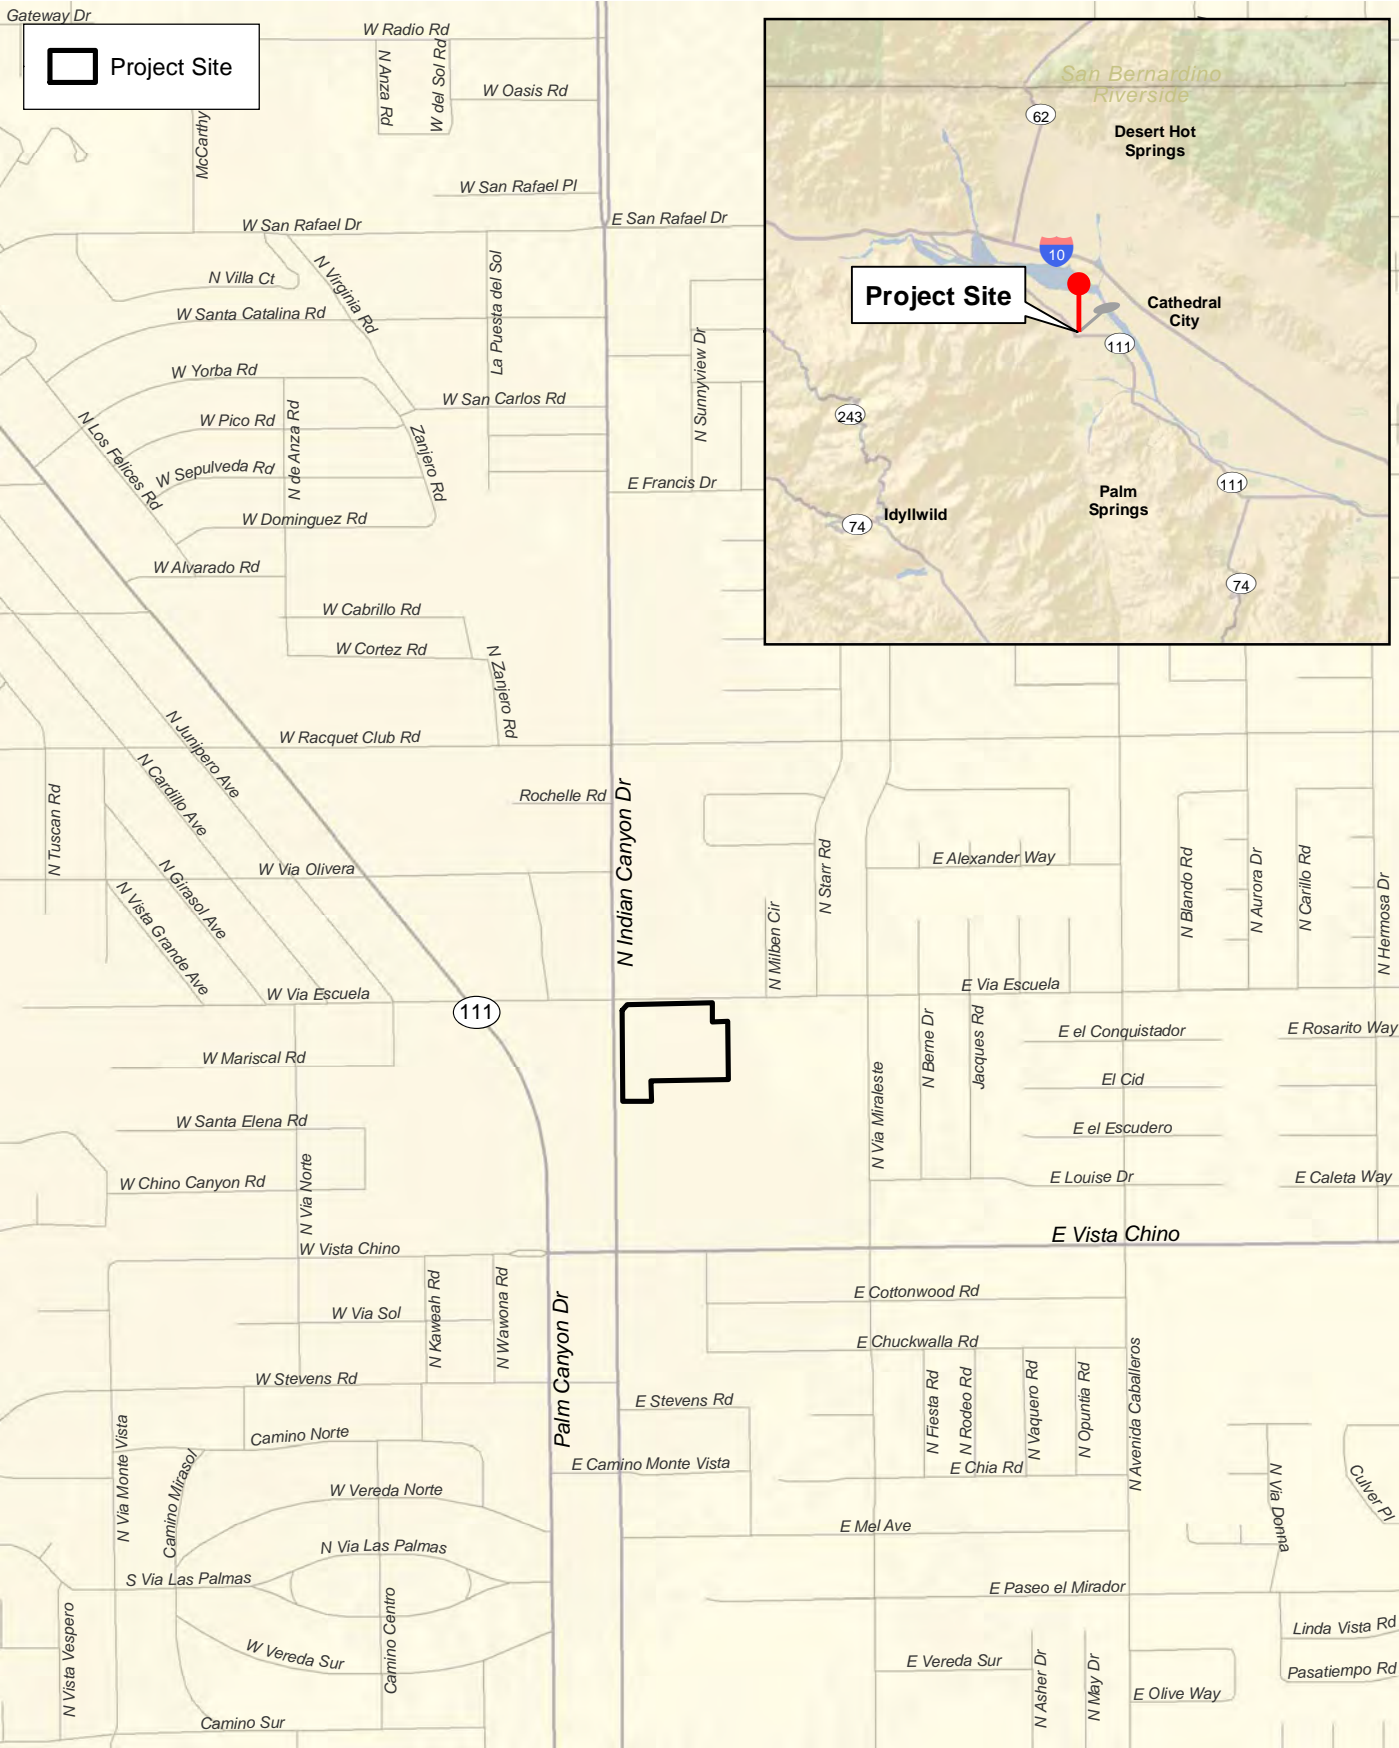 Gateway Dr
Project Site
W Radio Rd
N Anza Rd
W del Sol Rd
W Oasis Rd
McCarthy
W San Rafael Pl
W San Rafael Dr
E San Rafael Dr
N Villa Ct
N Virginia Rd
La Puesta del Sol
W Santa Catalina Rd
N Sunnyview Dr
W Yorba Rd
W San Carlos Rd
N Los Felices Rd
W Pico Rd
N de Anza Rd
Zanjero Rd
W Sepulveda Rd
E Francis Dr
W Dominguez Rd
W Alvarado Rd
W Cabrillo Rd
W Cortez Rd
N Zanjero Rd
San Bernardino
Riverside
62
Desert Hot
Springs
10
Project Site
Cathedral
City
111
243
Palm
Springs
111
Idyllwild
74
74
N Junipero Ave
W Racquet Club Rd
N Cardillo Ave
N Tuscan Rd
Rochelle Rd
N Indian Canyon Dr
N Starr Rd
E Alexander Way
N Blando Rd
N Aurora Dr
N Carillo Rd
N Hermosa Dr
W Via Olivera
N Girasol Ave
N Vista Grande Ave
N Milben Cir
W Via Escuela
E Via Escuela
111
N Berne Dr
Jacques Rd
E el Conquistador
E Rosarito Way
W Mariscal Rd
N Via Miraleste
El Cid
W Santa Elena Rd
E el Escudero
W Chino Canyon Rd
N Via Norte
E Louise Dr
E Caleta Way
W Vista Chino
E Vista Chino
N Kaweah Rd
N Wawona Rd
Palm Canyon Dr
E Cottonwood Rd
W Via Sol
E Chuckwalla Rd
N Avenida Caballeros
W Stevens Rd
E Stevens Rd
N Fiesta Rd
N Rodeo Rd
N Vaquero Rd
N Opuntia Rd
N Via Monte Vista
Camino Norte
Camino Mirasol
E Camino Monte Vista
E Chia Rd
N Via Donna
Culver Pl
W Vereda Norte
E Mel Ave
N Via Las Palmas
S Via Las Palmas
E Paseo el Mirador
Camino Centro
N Vista Vespero
Linda Vista Rd
W Vereda Sur
E Vereda Sur
N Asher Dr
N May Dr
Pasatiempo Rd
E Olive Way
Camino Sur